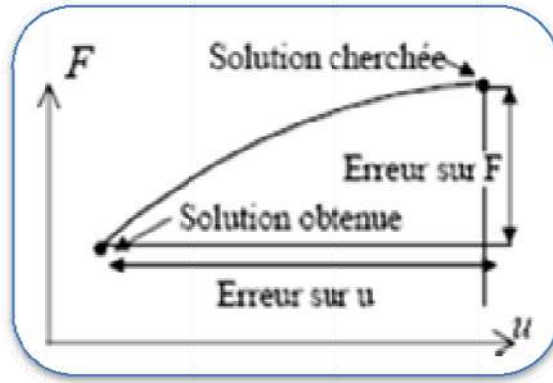 F
Solution cherchée
Erreur sur F
Solution obtenue
Erreur sur u
u